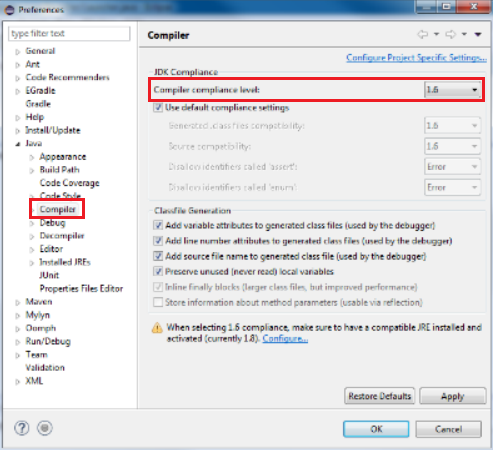 Preferences
type filter text
General
Ant
Code Recommenders
EGradle
Gradle
Help
Install/Update
Java
Appearance
Build Path
Code Coverage
Code Style
Compiler
Debug
Decompiler
Editor
Installed JREs
JUnit
Properties Files Editor
Maven
Mylyn
Oomph
Run/Debug
Team
Validation
XML
Compiler
Configure Project Specific Settings...
JDK Compliance
Compiler compliance level: 1.6
Use default compliance settings
Generated .class files compatibility: 1.6
Source compatibility: 1.6
Disallow identifiers called 'assert': Error
Disallow identifiers called 'enum': Error
Classfile Generation
Add variable attributes to generated class files (used by the debugger)
Add line number attributes to generated class files (used by the debugger)
Add source file name to generated class file (used by the debugger)
Preserve unused (never read) local variables
Inline finally blocks (larger class files, but improved performance)
Store information about method parameters (usable via reflection)
When selecting 1.6 compliance, make sure to have a compatible JRE installed and
activated (currently 1.8). Configure...
Restore Defaults Apply
OK Cancel